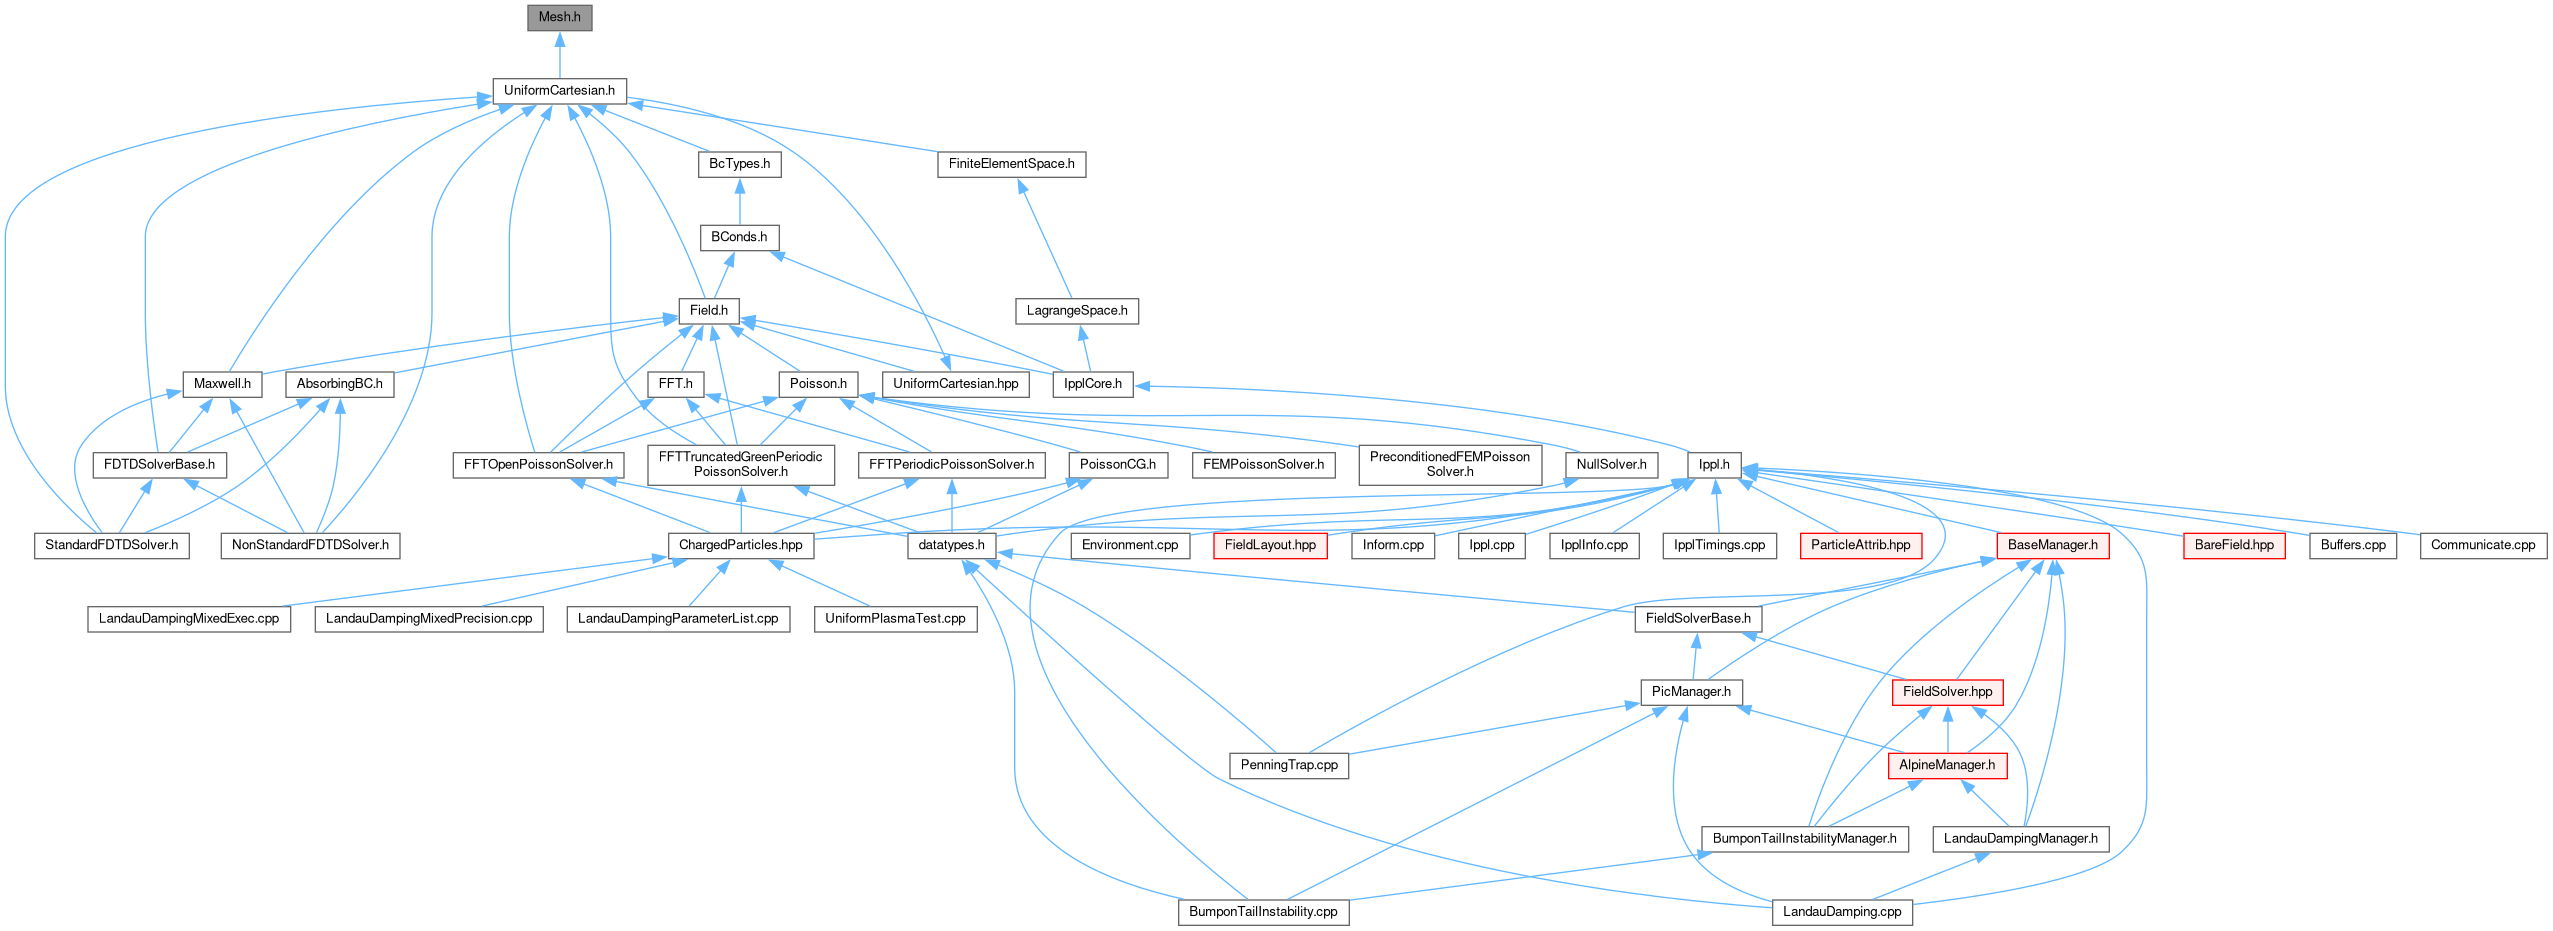 Mesh.h
UniformCartesian.h
BcTypes.h
FiniteElementSpace.h
BConds.h
Field.h
LagrangeSpace.h
Maxwell.h
AbsorbingBC.h
FFT.h
Poisson.h
UniformCartesian.hpp
IpplCore.h
FDTDSolverBase.h
FFTOpenPoissonSolver.h
FFTTruncatedGreenPeriodic
PoissonSolver.h
FFTPeriodicPoissonSolver.h
PoissonCG.h
FEMPoissonSolver.h
PreconditionedFEMPoisson
Solver.h
NullSolver.h
Ippl.h
StandardFDTDSolver.h
NonStandardFDTDSolver.h
ChargedParticles.hpp
datatypes.h
Environment.cpp
FieldLayout.hpp
Inform.cpp
Ippl.cpp
IpplInfo.cpp
IpplTimings.cpp
ParticleAttrib.hpp
BaseManager.h
BareField.hpp
Buffers.cpp
Communicate.cpp
LandauDampingMixedExec.cpp
LandauDampingMixedPrecision.cpp
LandauDampingParameterList.cpp
UniformPlasmaTest.cpp
FieldSolverBase.h
PicManager.h
FieldSolver.hpp
PenningTrap.cpp
AlpineManager.h
BumponTailInstabilityManager.h
LandauDampingManager.h
BumponTailInstability.cpp
LandauDamping.cpp